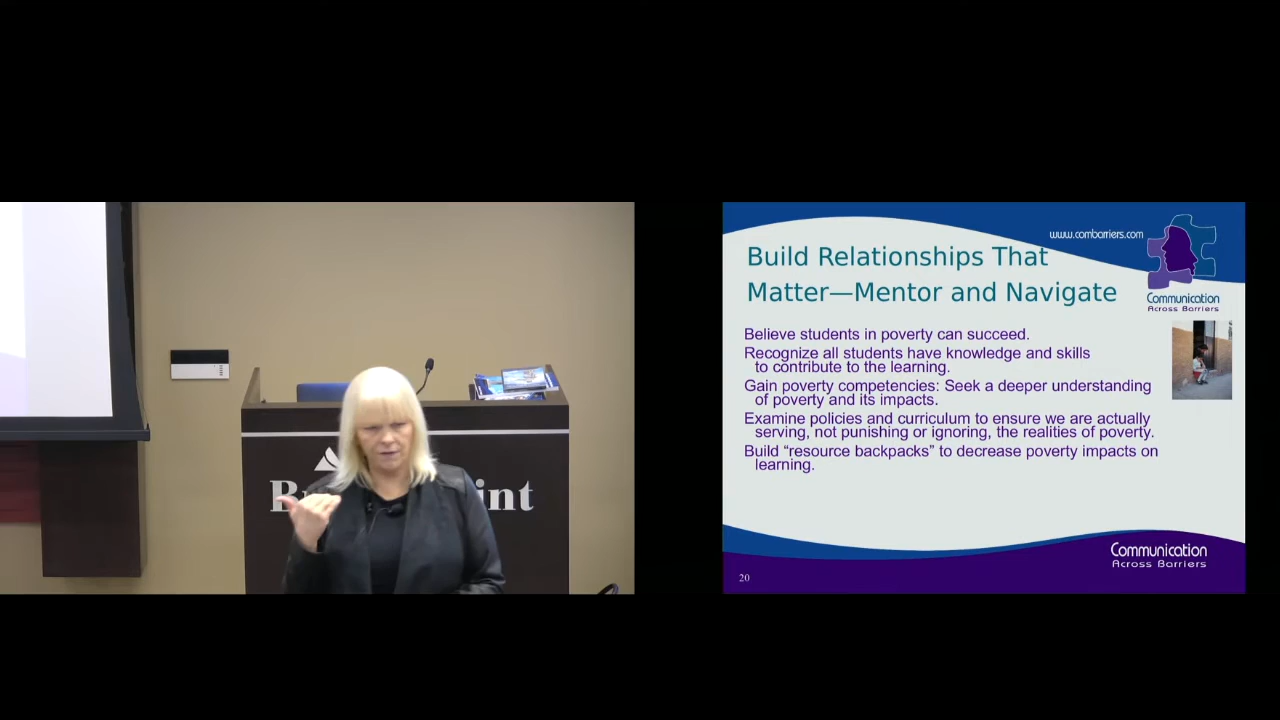 www.combarriers.com
Build Relationships That
Matter—Mentor and Navigate
Communication
Across Barriers
Believe students in poverty can succeed.
Recognize all students have knowledge and skills
to contribute to the learning.
Gain poverty competencies: Seek a deeper understanding
of poverty and its impacts.
Examine policies and curriculum to ensure we are actually
serving, not punishing or ignoring, the realities of poverty.
Build “resource backpacks” to decrease poverty impacts on
learning.
Communication
Across Barriers
20